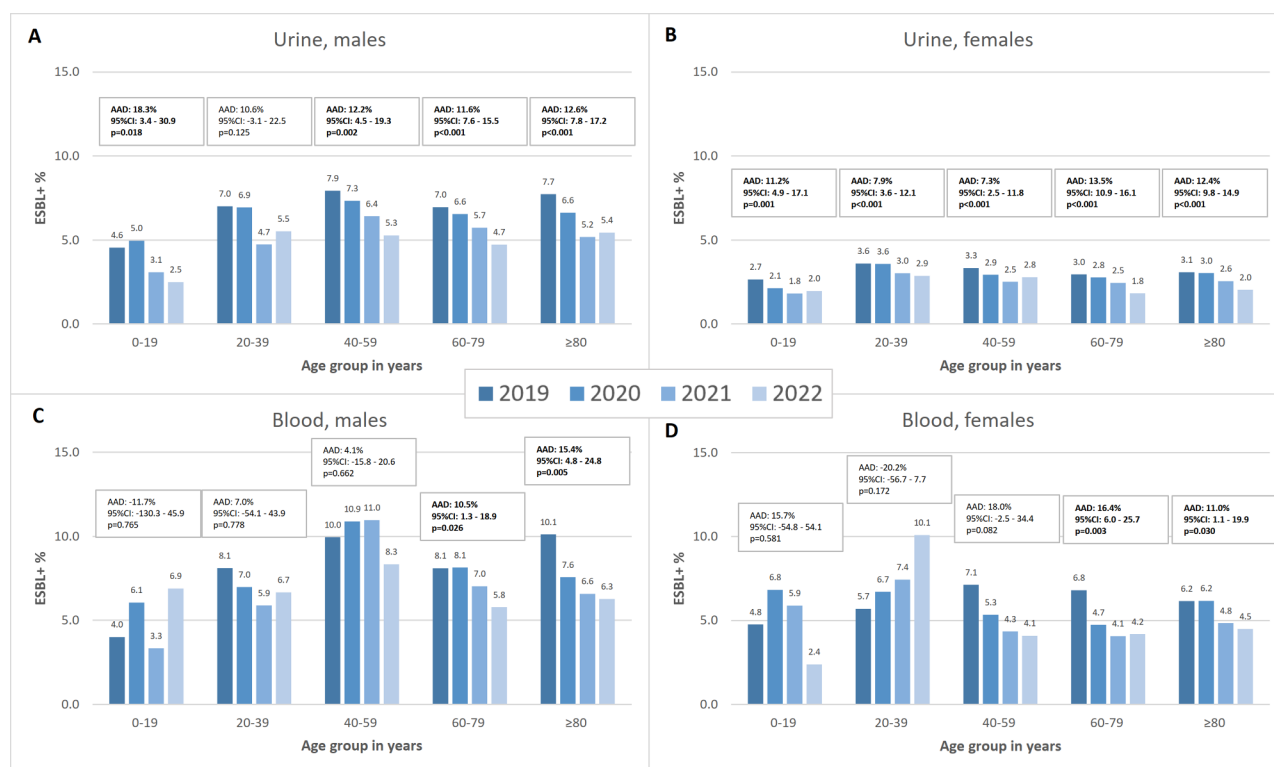 A
Urine, males
ESBL+ %
15.0
10.0
5.0
0.0
AAD: 18.3%
95%CI: 3.4 - 30.9
p=0.018
AAD: 10.6%
95%CI: -3.1 - 22.5
p=0.125
AAD: 12.2%
95%CI: 4.5 - 19.3
p=0.002
AAD: 11.6%
95%CI: 7.6 - 15.5
p<0.001
AAD: 12.6%
95%CI: 7.8 - 17.2
p<0.001
4.6 5.0 3.1 2.5
7.0 6.9 4.7 5.5
7.9 7.3 6.4 5.3
7.0 6.6 5.7 4.7
7.7 6.6 5.2 5.4
0-19 20-39 40-59 60-79 ≥80
Age group in years
B
Urine, females
ESBL+ %
15.0
10.0
5.0
0.0
AAD: 11.2%
95%CI: 4.9 - 17.1
p=0.001
AAD: 7.9%
95%CI: 3.6 - 12.1
p<0.001
AAD: 7.3%
95%CI: 2.5 - 11.8
p<0.001
AAD: 13.5%
95%CI: 10.9 - 16.1
p<0.001
AAD: 12.4%
95%CI: 9.8 - 14.9
p<0.001
2.7 2.1 1.8 2.0
3.6 3.6 3.0 2.9
3.3 2.9 2.5 2.8
3.0 2.8 2.5 1.8
3.1 3.0 2.6 2.0
0-19 20-39 40-59 60-79 ≥80
Age group in years
2019 2020 2021 2022
C
Blood, males
ESBL+ %
15.0
10.0
5.0
0.0
AAD: -11.7%
95%CI: -130.3 - 45.9
p=0.765
AAD: 7.0%
95%CI: -54.1 - 43.9
p=0.778
AAD: 4.1%
95%CI: -15.8 - 20.6
p=0.662
AAD: 10.5%
95%CI: 1.3 - 18.9
p=0.026
AAD: 15.4%
95%CI: 4.8 - 24.8
p=0.005
4.0 6.1 3.3 6.9
8.1 7.0 5.9 6.7
10.0 10.9 11.0 8.3
8.1 8.1 7.0 5.8
10.1 7.6 6.6 6.3
0-19 20-39 40-59 60-79 ≥80
Age group in years
D
Blood, females
ESBL+ %
15.0
10.0
5.0
0.0
AAD: 15.7%
95%CI: -54.8 - 54.1
p=0.581
AAD: -20.2%
95%CI: -56.7 - 7.7
p=0.172
AAD: 18.0%
95%CI: -2.5 - 34.4
p=0.082
AAD: 16.4%
95%CI: 6.0 - 25.7
p=0.003
AAD: 11.0%
95%CI: 1.1 - 19.9
p=0.030
4.8 6.8 5.9 2.4
5.7 6.7 7.4 10.1
7.1 5.3 4.3 4.1
6.8 4.7 4.1 4.2
6.2 6.2 4.8 4.5
0-19 20-39 40-59 60-79 ≥80
Age group in years